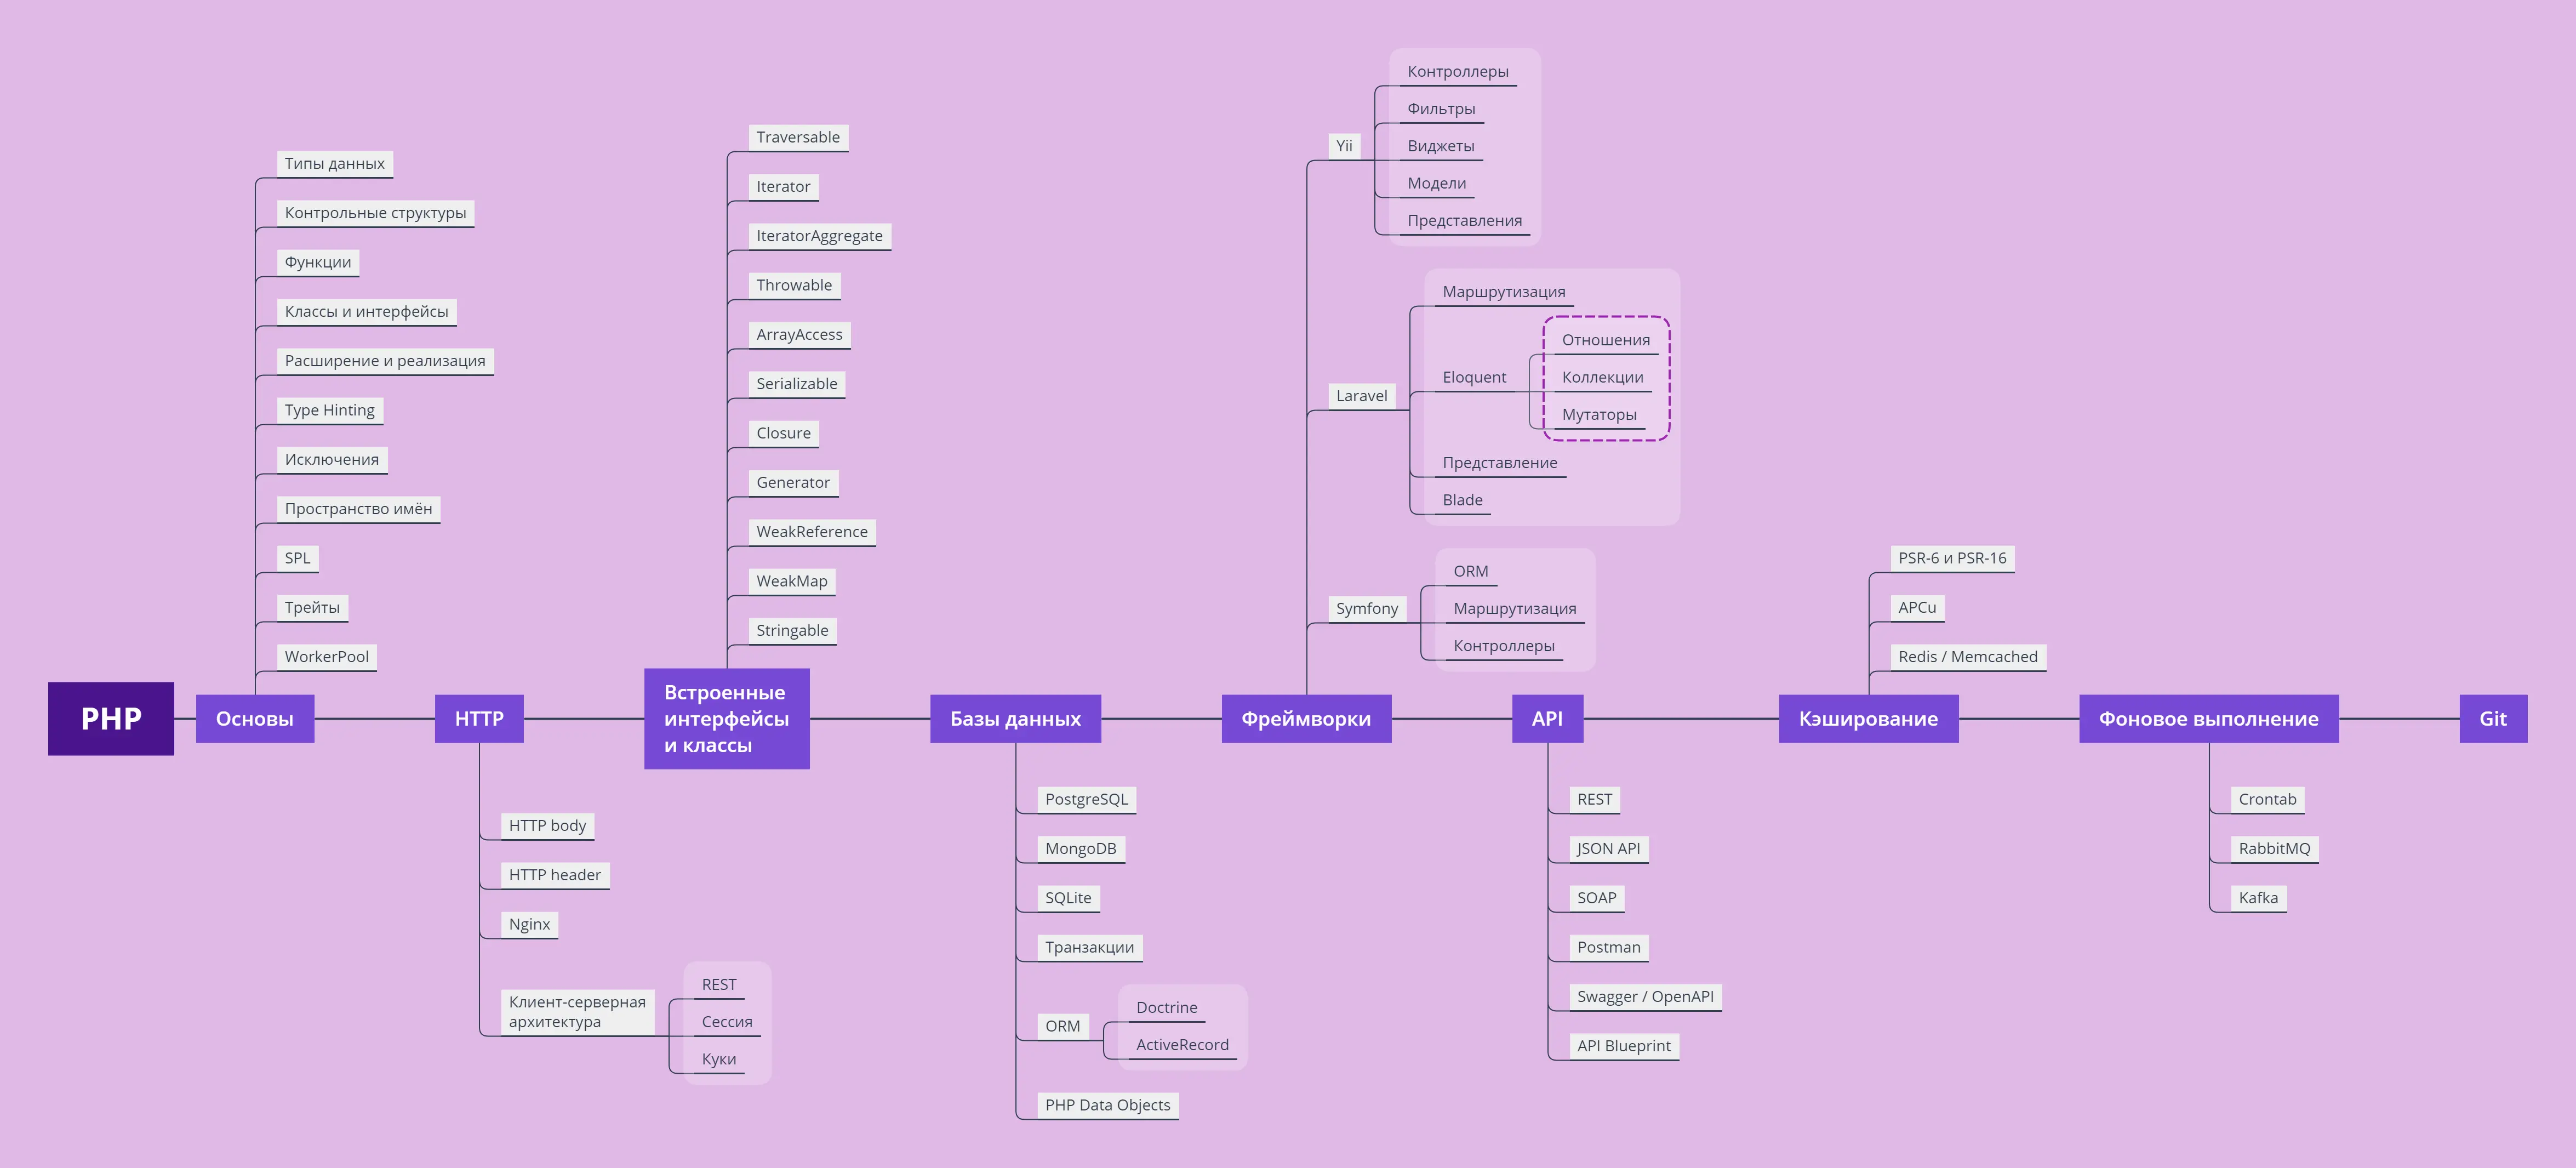 PHP
Основы
Типы данных
Контрольные структуры
Функции
Классы и интерфейсы
Расширение и реализация
Type Hinting
Исключения
Пространство имён
SPL
Трейты
WorkerPool
HTTP
HTTP body
HTTP header
Nginx
Клиент-серверная
архитектура
REST
Сессия
Куки
Встроенные
интерфейсы
и классы
Traversable
Iterator
IteratorAggregate
Throwable
ArrayAccess
Serializable
Closure
Generator
WeakReference
WeakMap
Stringable
Базы данных
PostgreSQL
MongoDB
SQLite
Транзакции
ORM
Doctrine
ActiveRecord
PHP Data Objects
Фреймворки
Yii
Контроллеры
Фильтры
Виджеты
Модели
Представления
Laravel
Маршрутизация
Eloquent
Отношения
Коллекции
Мутаторы
Представление
Blade
Symfony
ORM
Маршрутизация
Контроллеры
API
REST
JSON API
SOAP
Postman
Swagger / OpenAPI
API Blueprint
Кэширование
PSR-6 и PSR-16
APCu
Redis / Memcached
Фоновое выполнение
Crontab
RabbitMQ
Kafka
Git